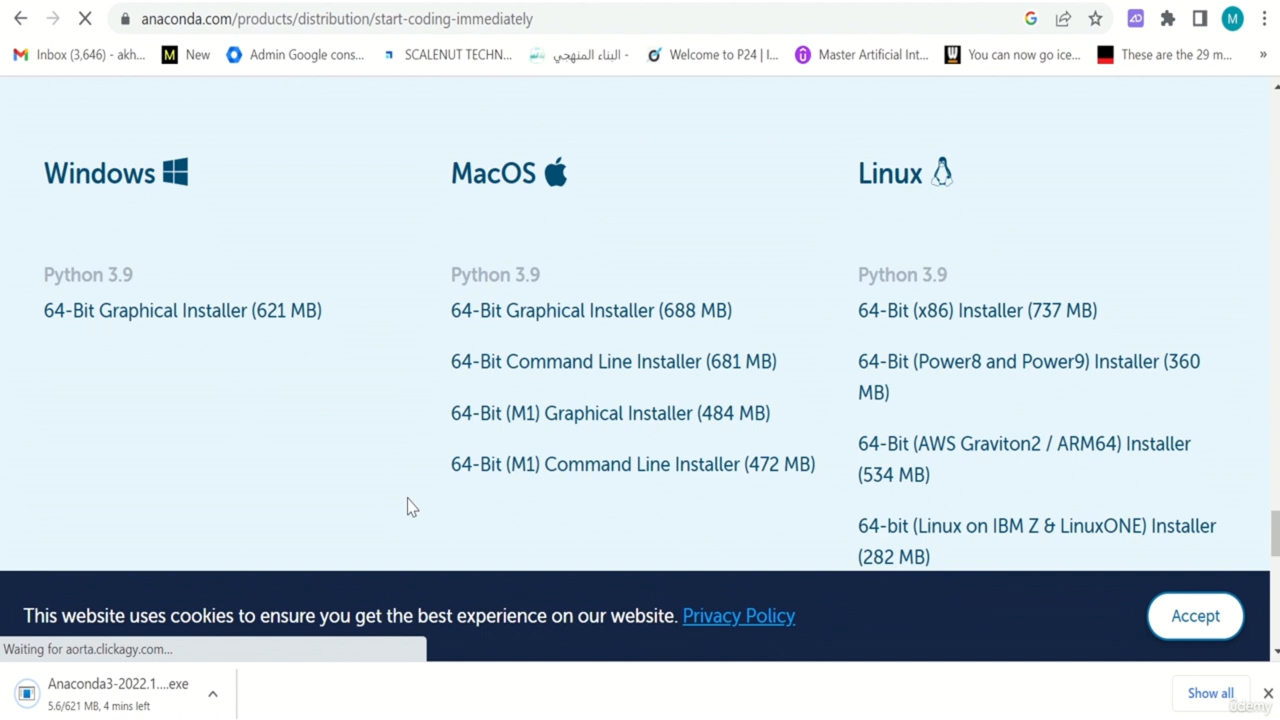 anaconda.com/products/distribution/start-coding-immediately
M
Inbox (3,646) - akh...
New
Admin Google cons...
SCALENUT TECHN...
البناء المنهجي - ...
Welcome to P24 | I...
Master Artificial Int...
You can now go ice...
These are the 29 m...
»
Windows
MacOS
Linux
Python 3.9
64-Bit Graphical Installer (621 MB)
Python 3.9
64-Bit Graphical Installer (688 MB)
64-Bit Command Line Installer (681 MB)
64-Bit (M1) Graphical Installer (484 MB)
64-Bit (M1) Command Line Installer (472 MB)
Python 3.9
64-Bit (x86) Installer (737 MB)
64-Bit (Power8 and Power9) Installer (360
MB)
64-Bit (AWS Graviton2 / ARM64) Installer
(534 MB)
64-bit (Linux on IBM Z & LinuxONE) Installer
(282 MB)
This website uses cookies to ensure you get the best experience on our website. Privacy Policy
Accept
Waiting for aorta.clickagy.com...
Anaconda3-2022.1....exe
5.6/621 MB, 4 mins left
Show all
ûdemy